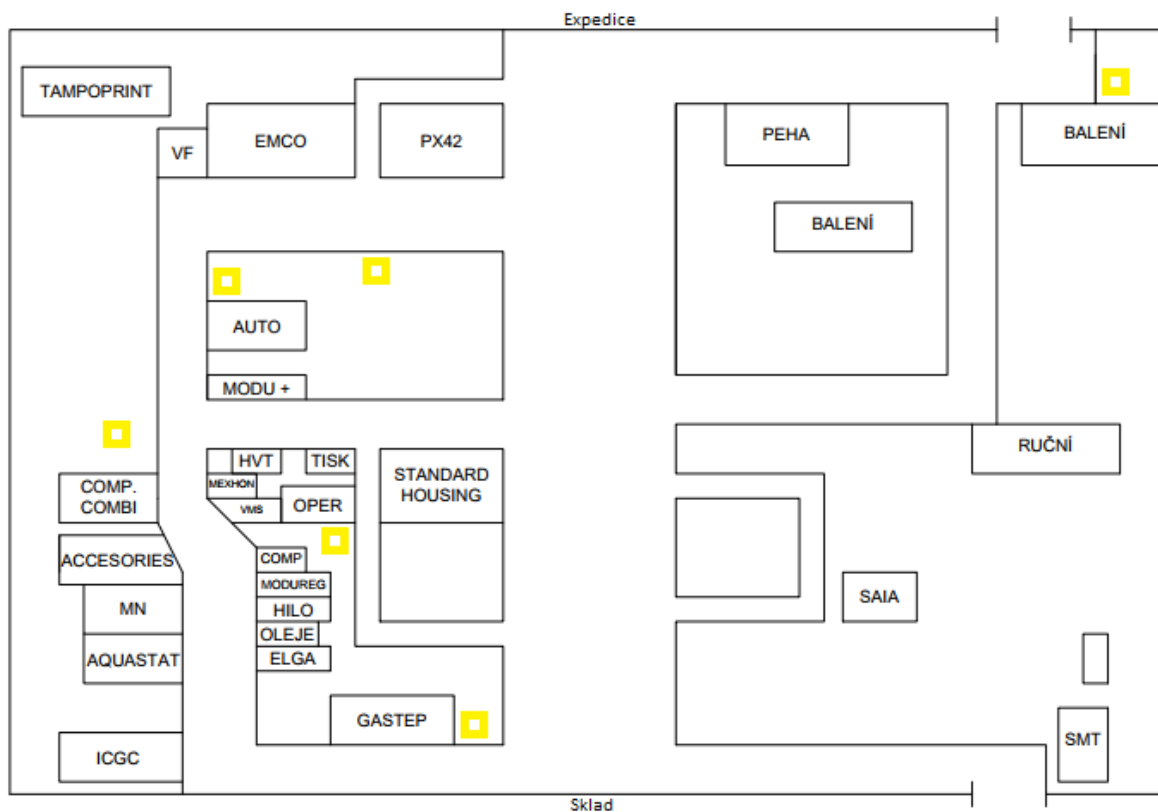 Expedice
TAMPOPRINT
VF
EMCO
PX42
PEHA
BALENÍ
BALENÍ
AUTO
MODU +
HVT
TISK
MEXHON
VMS
OPER
STANDARD
HOUSING
RUČNÍ
COMP.
COMBI
ACCESORIES
COMP
MODUREG
HILO
OLEJE
ELGA
MN
AQUASTAT
SAIA
GASTEP
ICGC
SMT
Sklad